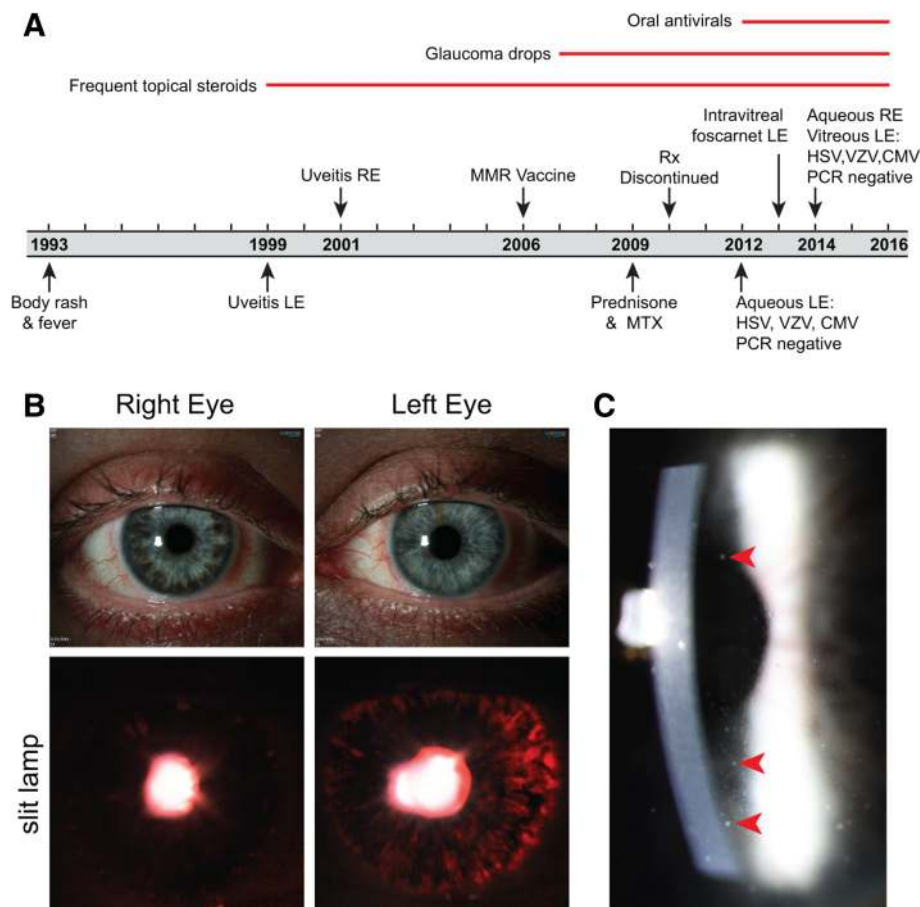 A
Oral antivirals
Glaucoma drops
Frequent topical steroids
Intravitreal
foscarnet LE
Aqueous RE
Vitreous LE:
HSV,VZV,CMV
PCR negative
Rx
Discontinued
Uveitis RE
MMR Vaccine
1993 1999 2001 2006 2009 2012 2014 2016
Body rash
& fever
Uveitis LE
Prednisone
& MTX
Aqueous LE:
HSV, VZV, CMV
PCR negative
B
Right Eye
Left Eye
C
slit lamp